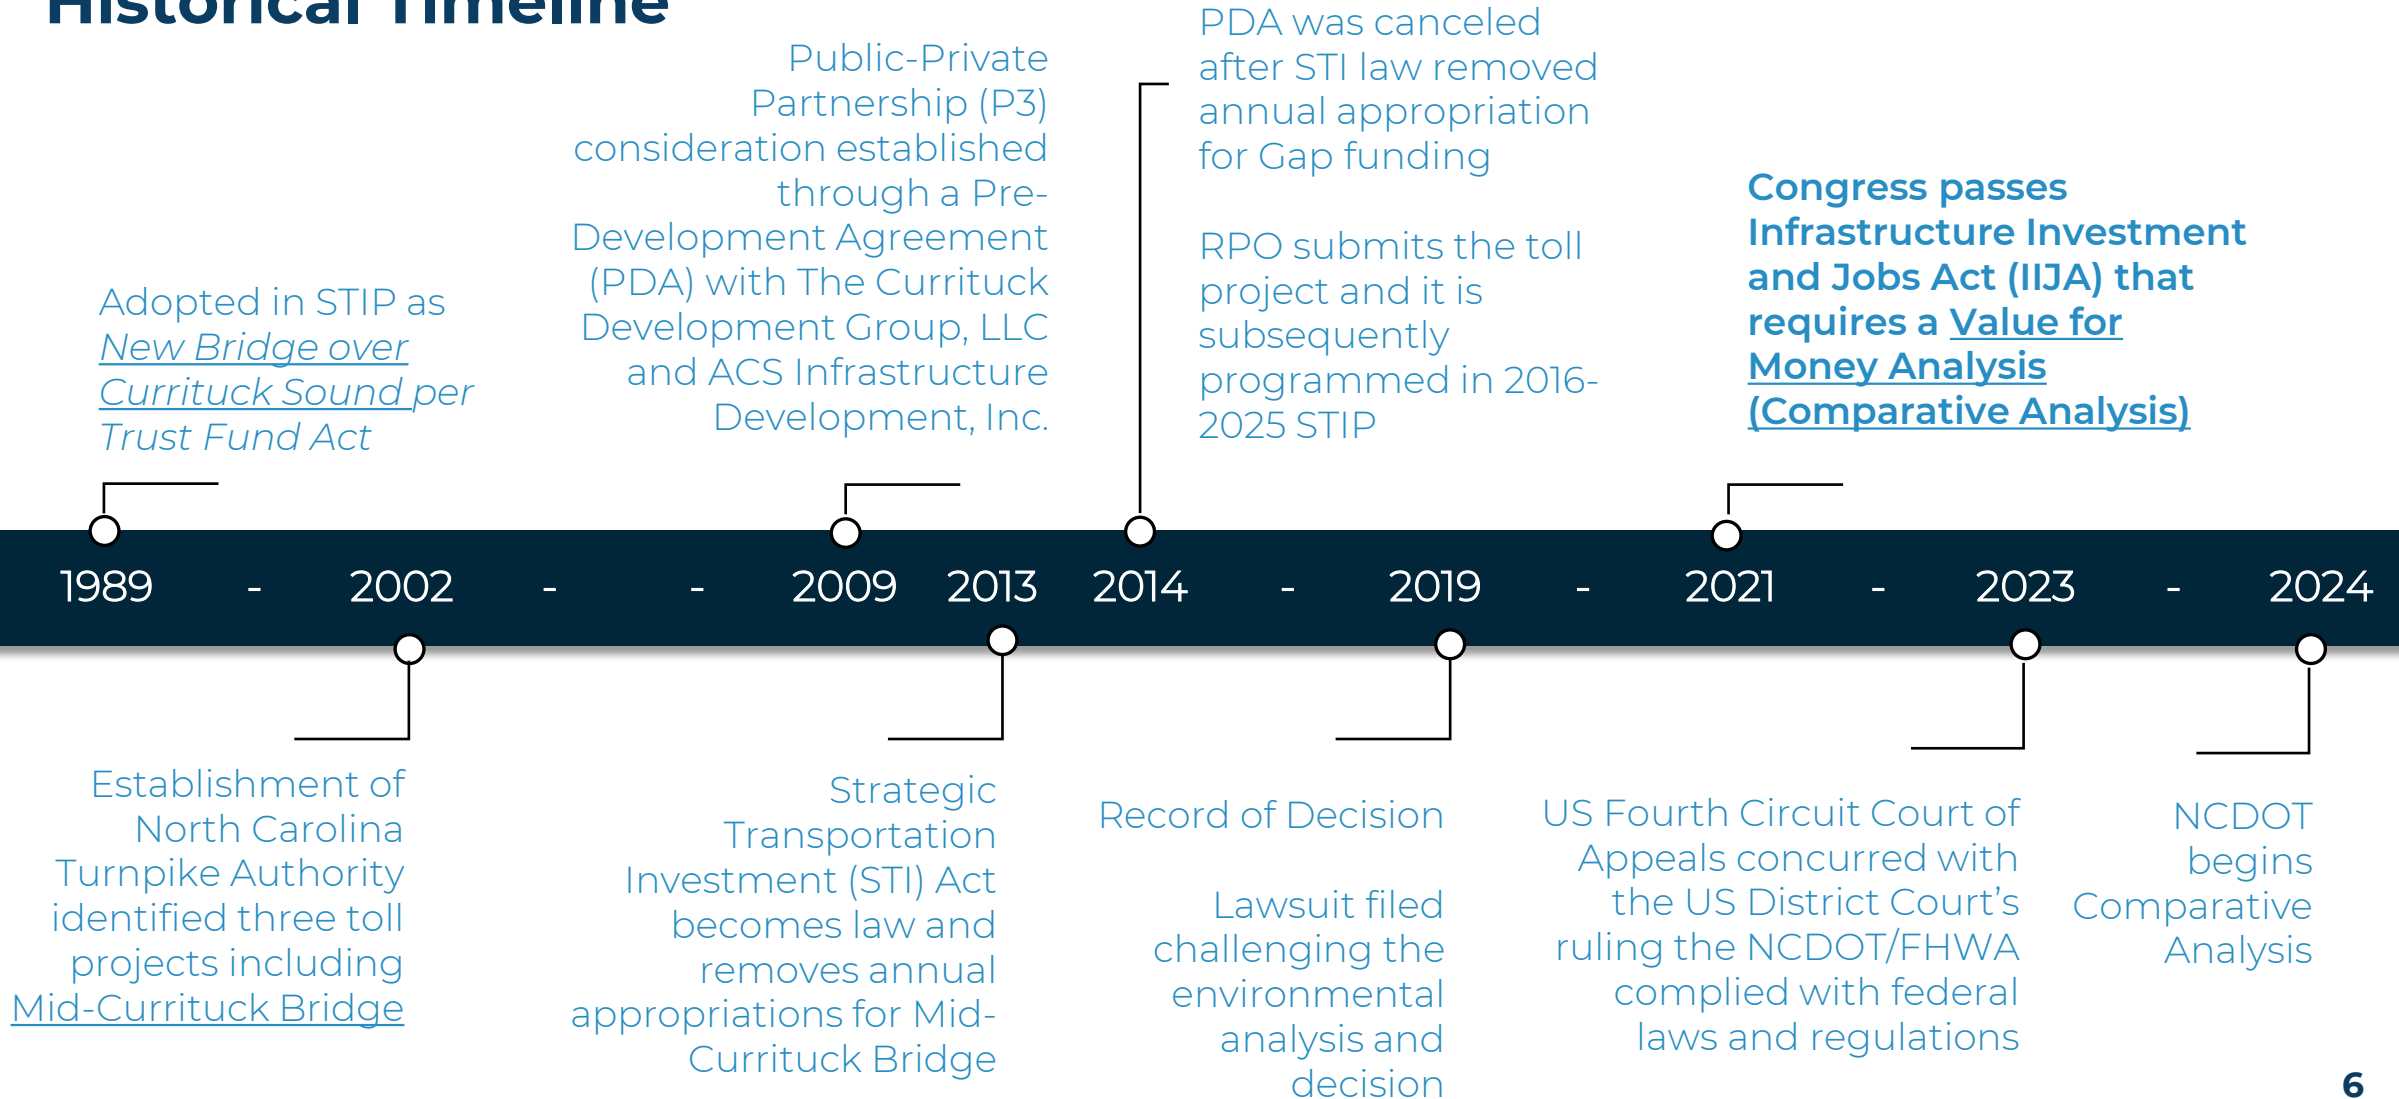 Historical Timeline
Adopted in STIP as
New Bridge over
Currituck Sound per
Trust Fund Act
Public-Private
Partnership (P3)
consideration established
through a Pre-
Development Agreement
(PDA) with The Currituck
Development Group, LLC
and ACS Infrastructure
Development, Inc.
PDA was canceled
after STI law removed
annual appropriation
for Gap funding
RPO submits the toll
project and it is
subsequently
programmed in 2016-
2025 STIP
Congress passes
Infrastructure Investment
and Jobs Act (IIJA) that
requires a Value for
Money Analysis
(Comparative Analysis)
1989 - 2002 - - 2009 2013 2014 - 2019 - 2021 - 2023 - 2024
Establishment of
North Carolina
Turnpike Authority
identified three toll
projects including
Mid-Currituck Bridge
Strategic
Transportation
Investment (STI) Act
becomes law and
removes annual
appropriations for Mid-
Currituck Bridge
Record of Decision
Lawsuit filed
challenging the
environmental
analysis and
decision
US Fourth Circuit Court of
Appeals concurred with
the US District Court’s
ruling the NCDOT/FHWA
complied with federal
laws and regulations
NCDOT
begins
Comparative
Analysis
6